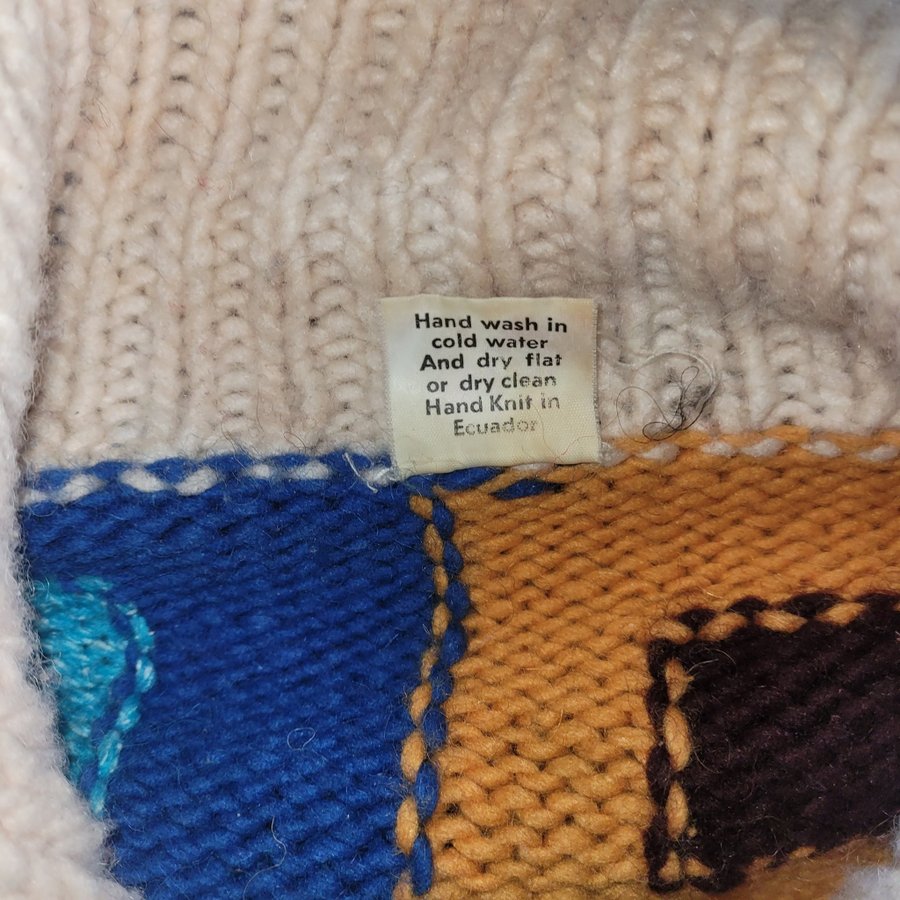 Hand wash in
cold water
And dry flat
or dry clean
Hand Knit in
Ecuador